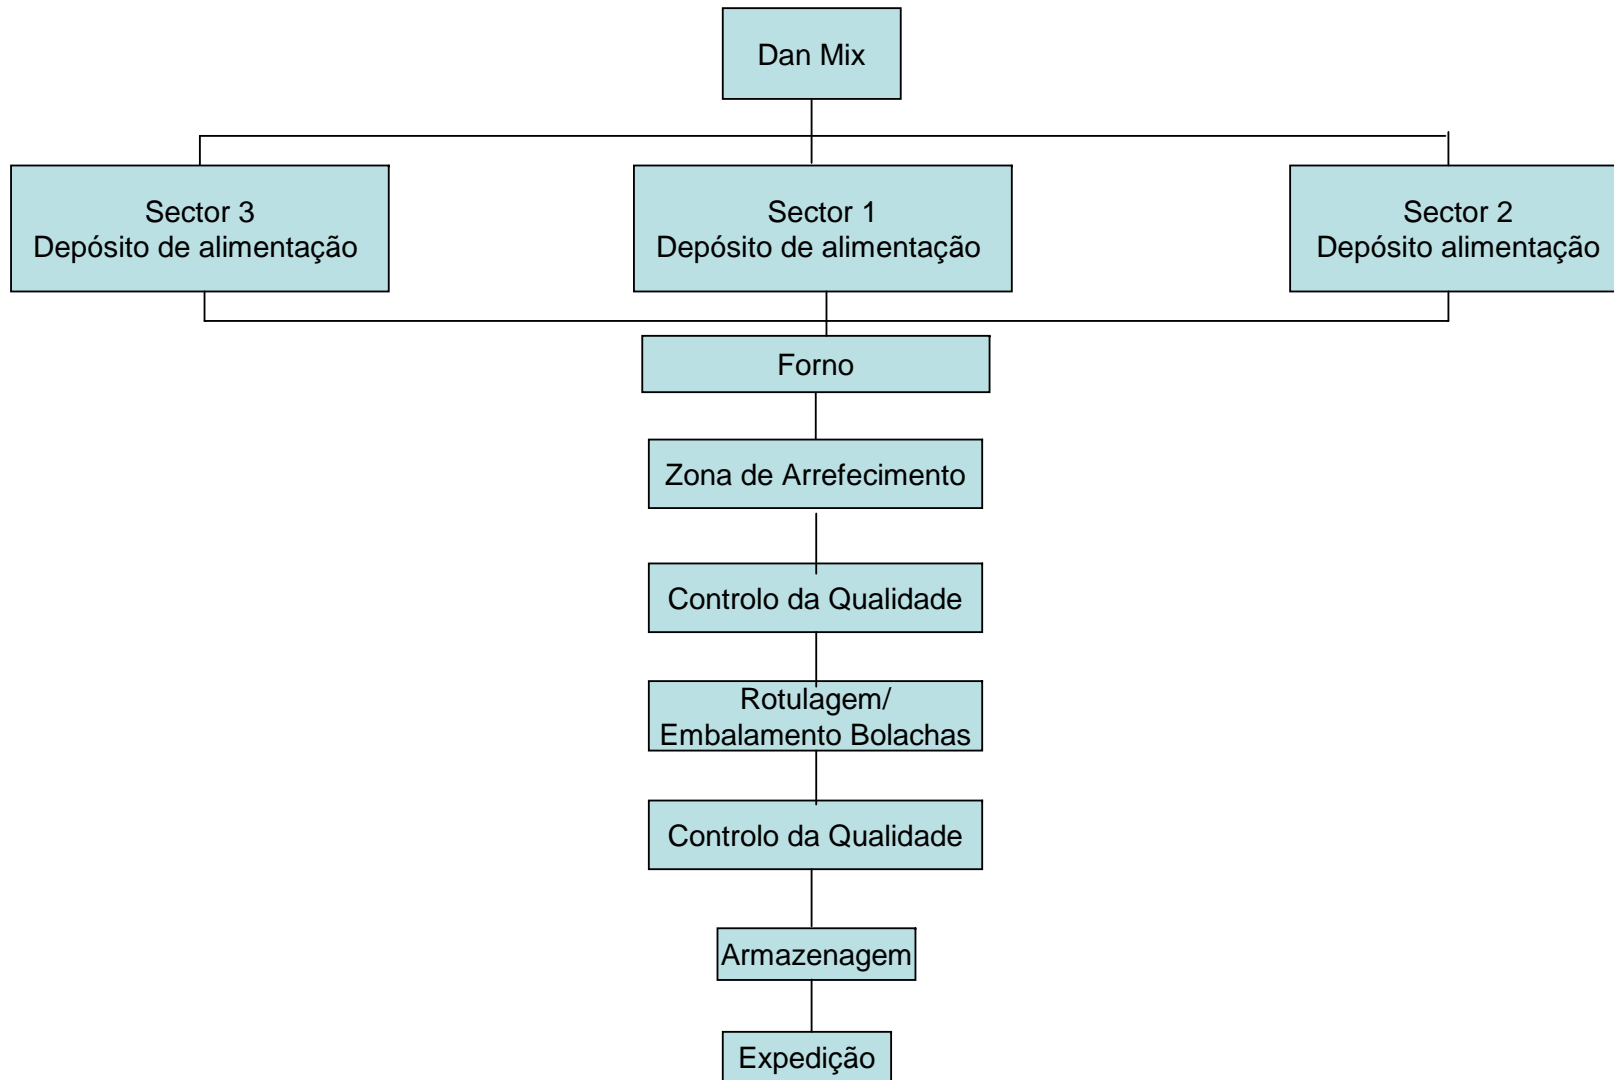 Dan Mix
Sector 3
Depósito de alimentação
Sector 1
Depósito de alimentação
Sector 2
Depósito alimentação
Forno
Zona de Arrefecimento
Controlo da Qualidade
Rotulagem/
Embalamento Bolachas
Controlo da Qualidade
Armazenagem
Expedição